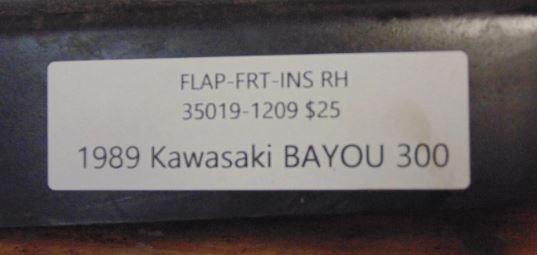 FLAP-FRT-INS RH
35019-1209 $25
1989 Kawasaki BAYOU 300